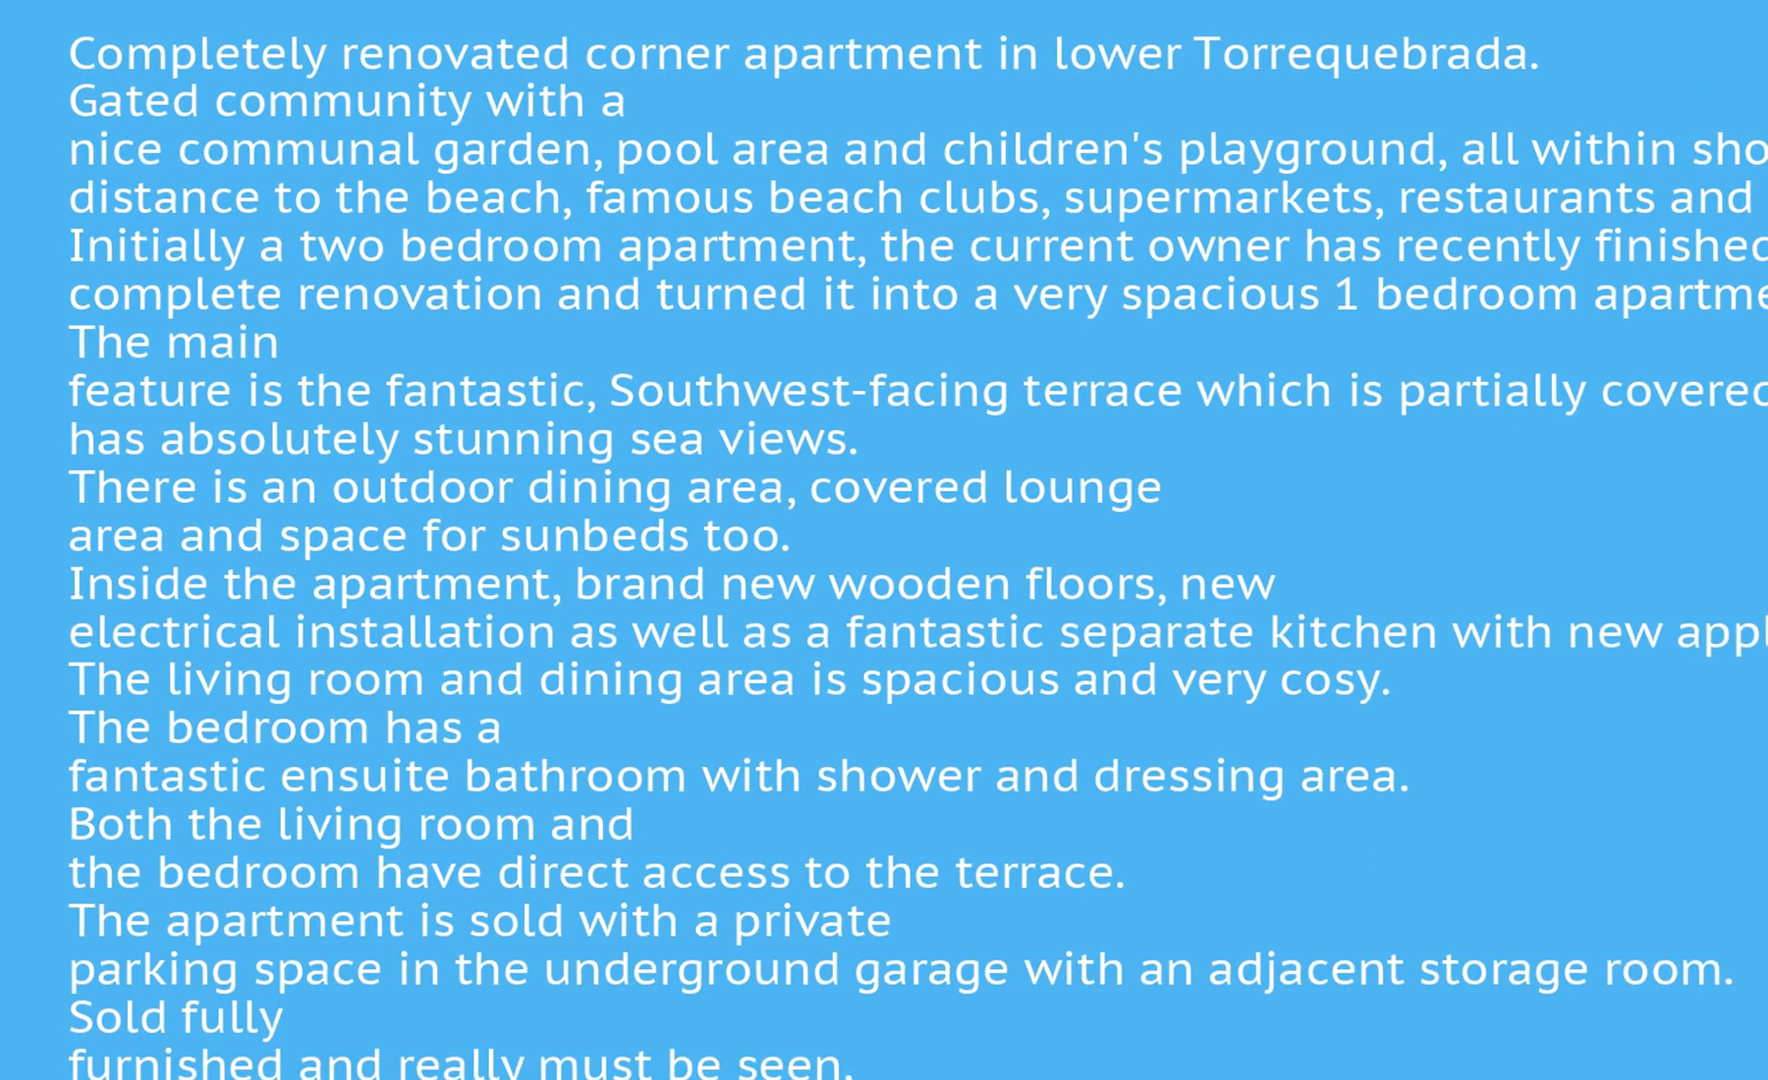 Completely renovated corner apartment in lower Torrequebrada.
Gated community with a
nice communal garden, pool area and children's playground, all within
distance to the beach, famous beach clubs, supermarkets, restaurants and
Initially a two bedroom apartment, the current owner has recently
complete renovation and turned it into a very spacious 1 bedroom
The main
feature is the fantastic, Southwest-facing terrace which is partially
has absolutely stunning sea views.
There is an outdoor dining area, covered lounge
area and space for sunbeds too.
Inside the apartment, brand new wooden floors, new
electrical installation as well as a fantastic separate kitchen with new
The living room and dining area is spacious and very cosy.
The bedroom has a
fantastic ensuite bathroom with shower and dressing area.
Both the living room and
the bedroom have direct access to the terrace.
The apartment is sold with a private
parking space in the underground garage with an adjacent storage room.
Sold fully
furnished and really must be seen.